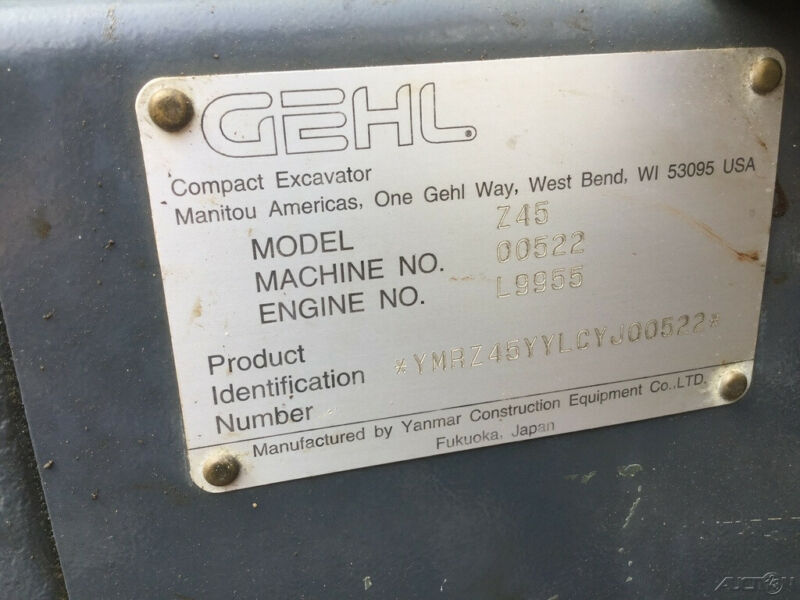 GEHL®
Compact Excavator
Manitou Americas, One Gehl Way, West Bend, WI 53095 USA
MODEL Z45
MACHINE NO. 00522
ENGINE NO. L9955
Product
Identification
Number *YMRZ45YYLCYJ00522*
Manufactured by Yanmar Construction Equipment Co.,LTD.
Fukuoka, Japan